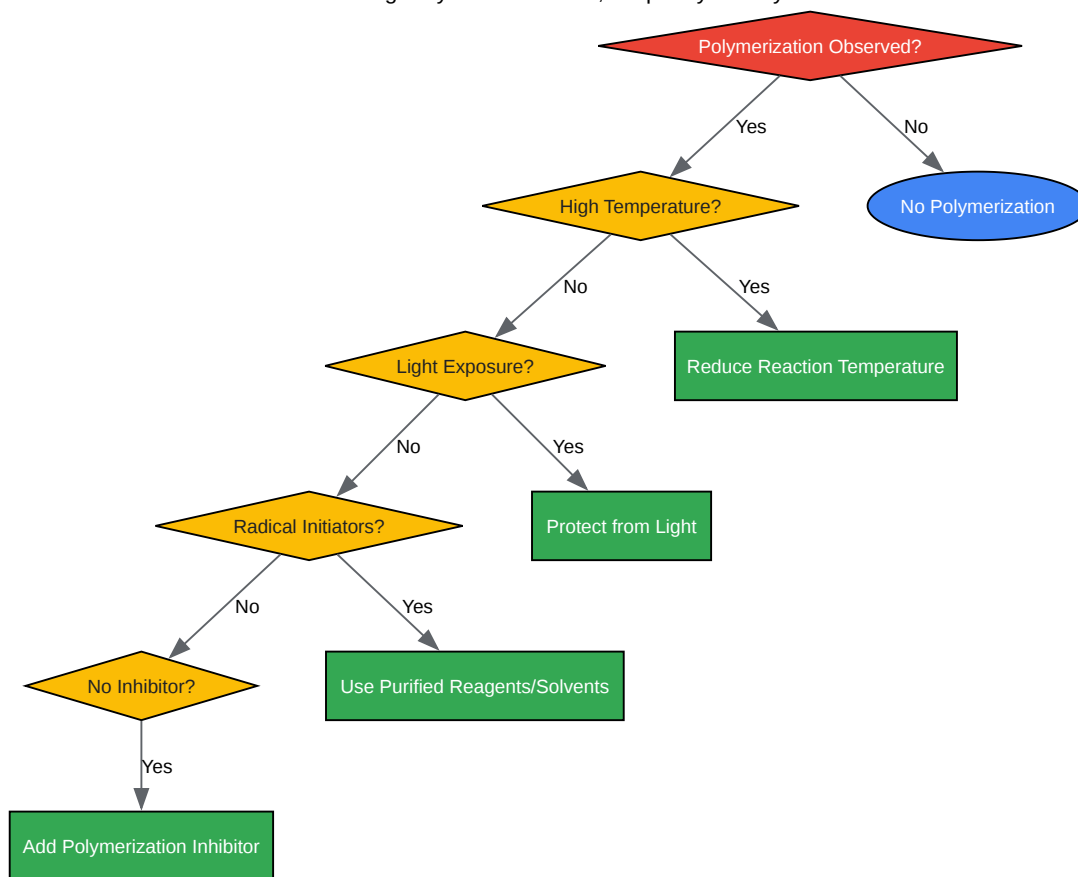 Polymerization Observed?
Yes
No
High Temperature?
No Polymerization
No
Yes
Light Exposure?
Reduce Reaction Temperature
No
Yes
Radical Initiators?
Protect from Light
No
Yes
No Inhibitor?
Use Purified Reagents/Solvents
Yes
Add Polymerization Inhibitor